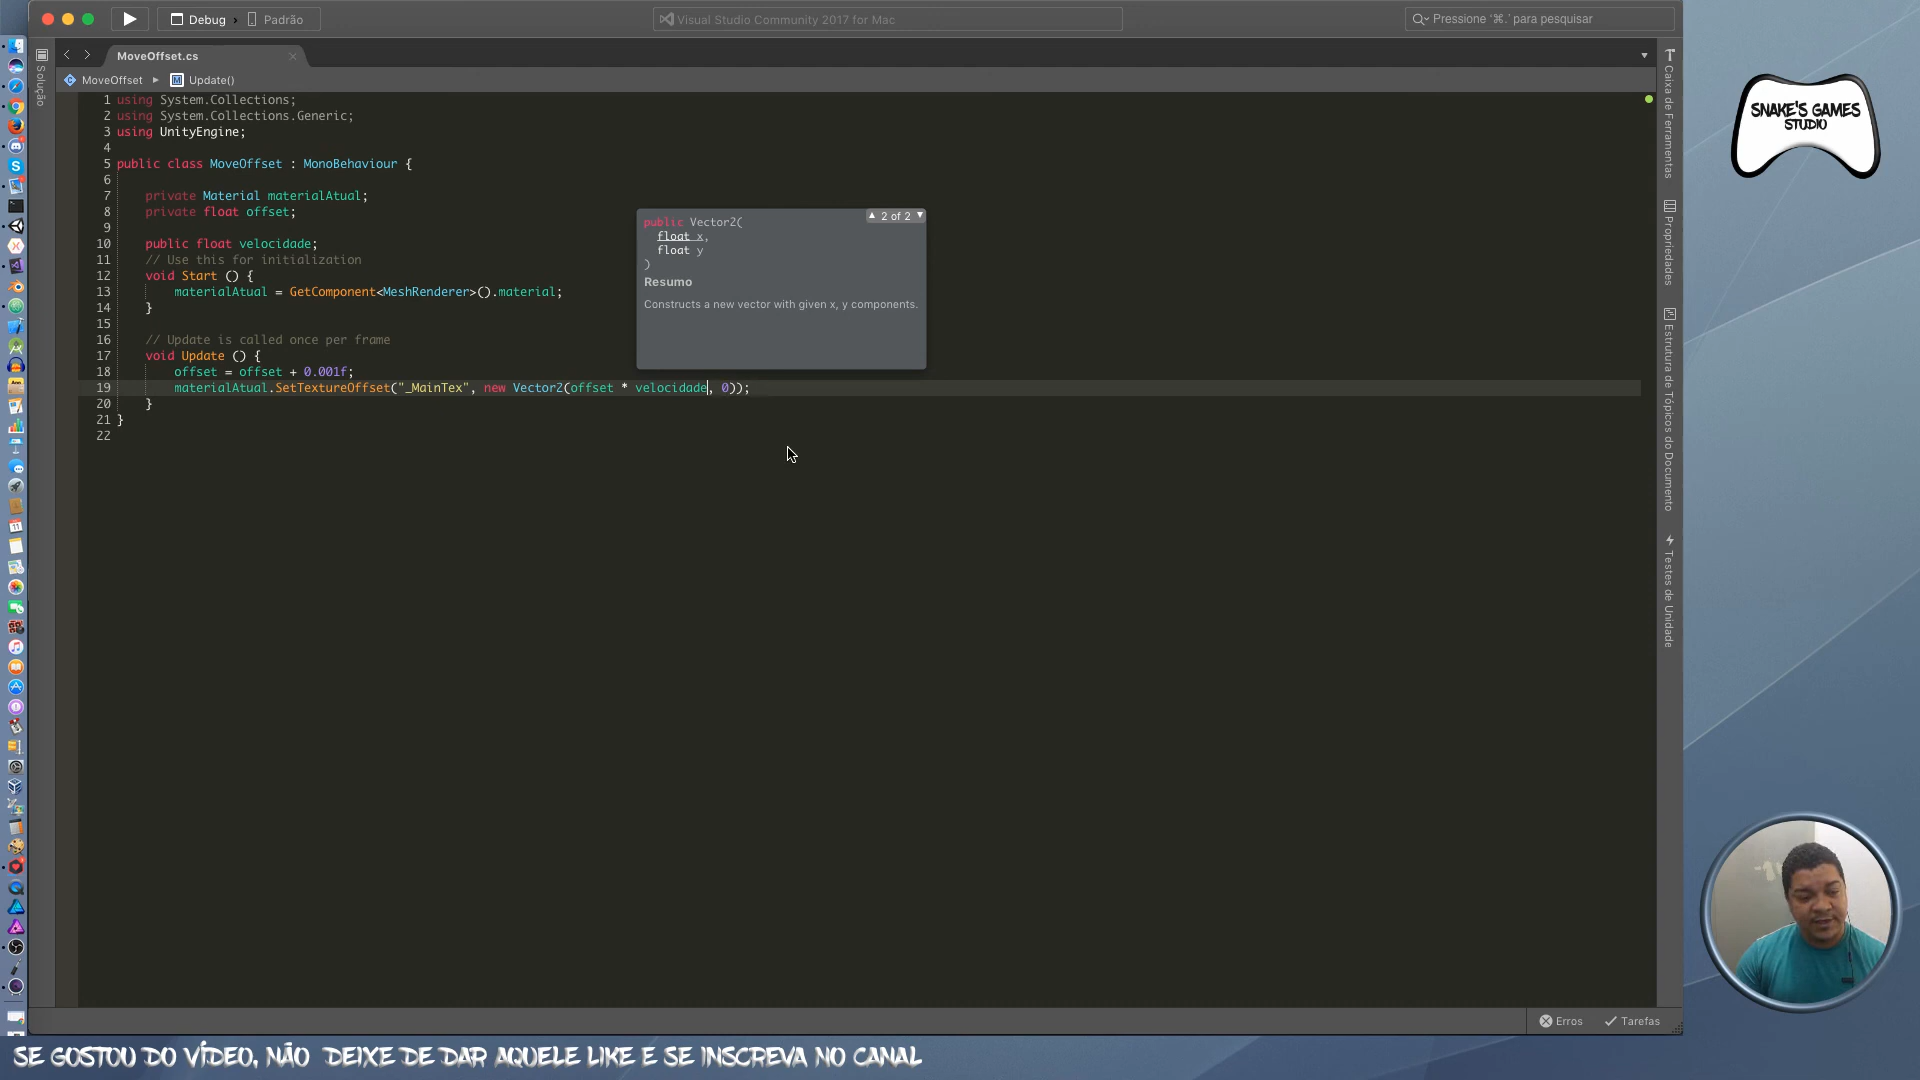 Debug
Padrão
Visual Studio Community 2017 for Mac
Pressione '⌘.' para pesquisar
Solução
MoveOffset.cs
MoveOffset
Update()
1 using System.Collections;
2 using System.Collections.Generic;
3 using UnityEngine;
4
5 public class MoveOffset : MonoBehaviour {
6
7 private Material materialAtual;
8 private float offset;
9
10 public float velocidade;
11 // Use this for initialization
12 void Start () {
13 materialAtual = GetComponent<MeshRenderer>().material;
14 }
15
16 // Update is called once per frame
17 void Update () {
18 offset = offset + 0.001f;
19 materialAtual.SetTextureOffset("_MainTex", new Vector2(offset * velocidade, 0));
20 }
21 }
22
2 of 2
public Vector2(
float x,
float y
)
Resumo
Constructs a new vector with given x, y components.
Caixa de Ferramentas
Propriedades
Estrutura de Tópicos do Documento
Testes de Unidade
SNAKE'S GAMES
STUDIO
Erros
Tarefas
SE GOSTOU DO VÍDEO, NÃO DEIXE DE DAR AQUELE LIKE E SE INSCREVA NO CANAL